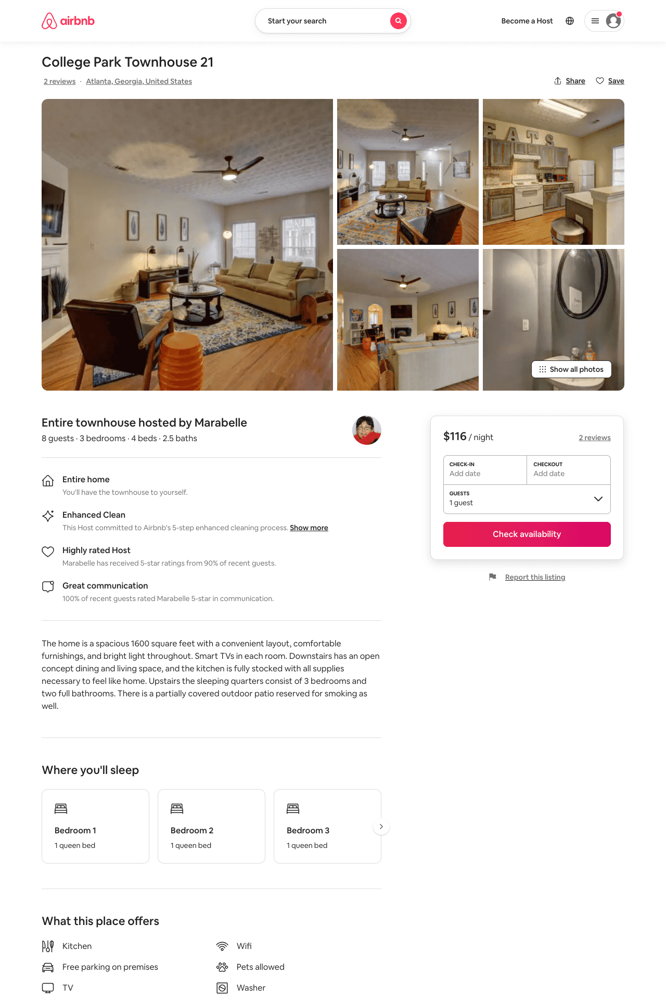 airbnb
Start your search
Become a Host
College Park Townhouse 21
2 reviews · Atlanta, Georgia, United States
Share
Save
EATS
Show all photos
Entire townhouse hosted by Marabelle
8 guests · 3 bedrooms · 4 beds · 2.5 baths
$116 / night
2 reviews
CHECK-IN
Add date
CHECKOUT
Add date
GUESTS
1 guest
Check availability
Report this listing
Entire home
You'll have the townhouse to yourself.
Enhanced Clean
This Host committed to Airbnb's 5-step enhanced cleaning process. Show more
Highly rated Host
Marabelle has received 5-star ratings from 90% of recent guests.
Great communication
100% of recent guests rated Marabelle 5-star in communication.
The home is a spacious 1600 square feet with a convenient layout, comfortable
furnishings, and bright light throughout. Smart TVs in each room. Downstairs has an open
concept dining and living space, and the kitchen is fully stocked with all supplies
necessary to feel like home. Upstairs the sleeping quarters consist of 3 bedrooms and
two full bathrooms. There is a partially covered outdoor patio reserved for smoking as
well.
Where you'll sleep
Bedroom 1
1 queen bed
Bedroom 2
1 queen bed
Bedroom 3
1 queen bed
What this place offers
Kitchen
Wifi
Free parking on premises
Pets allowed
TV
Washer